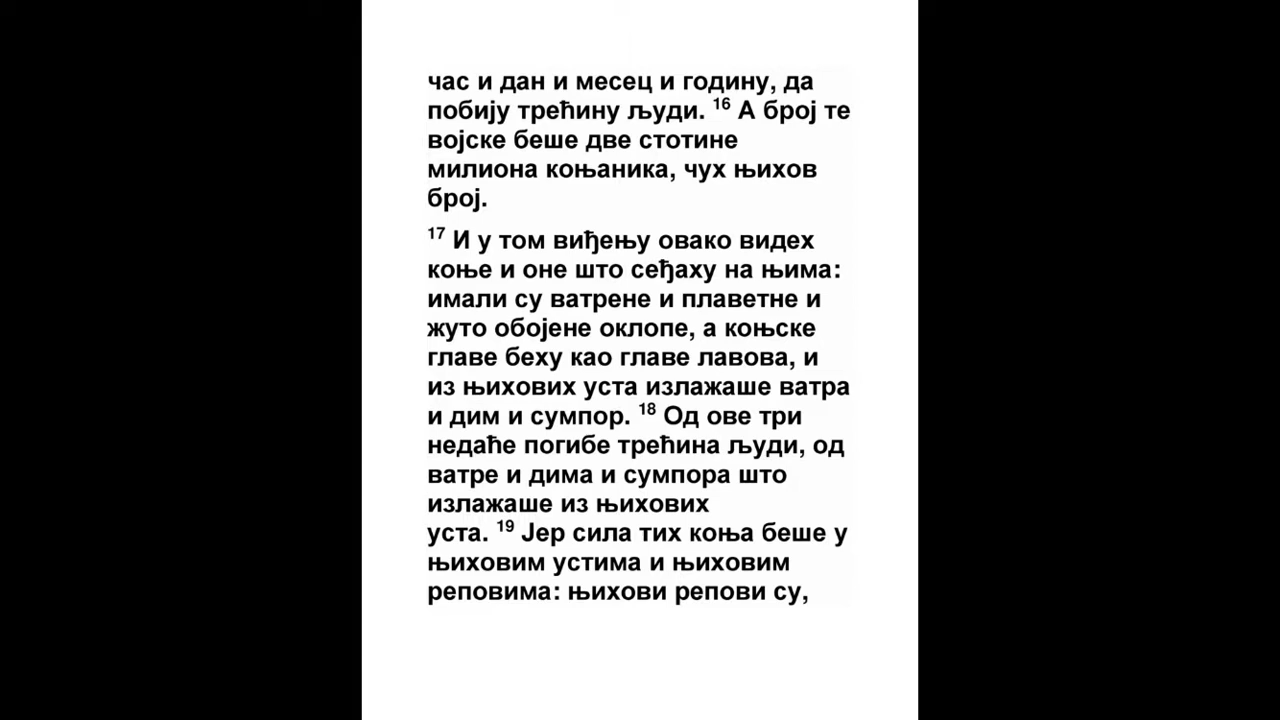 час и дан и месец и годину, да
побију трећину људи. 16 А број те
војске беше две стотине
милиона коњаника, чух њихов
број.
17 И у том виђењу овако видех
коње и оне што сеђаху на њима:
имали су ватрене и плаветне и
жуто обојене оклопе, а коњске
главе беху као главе лавова, и
из њихових уста излажаше ватра
и дим и сумпор. 18 Од ове три
недаће погибе трећина људи, од
ватре и дима и сумпора што
излажаше из њихових
уста. 19 Јер сила тих коња беше у
њиховим устима и њиховим
реповима: њихови репови су,